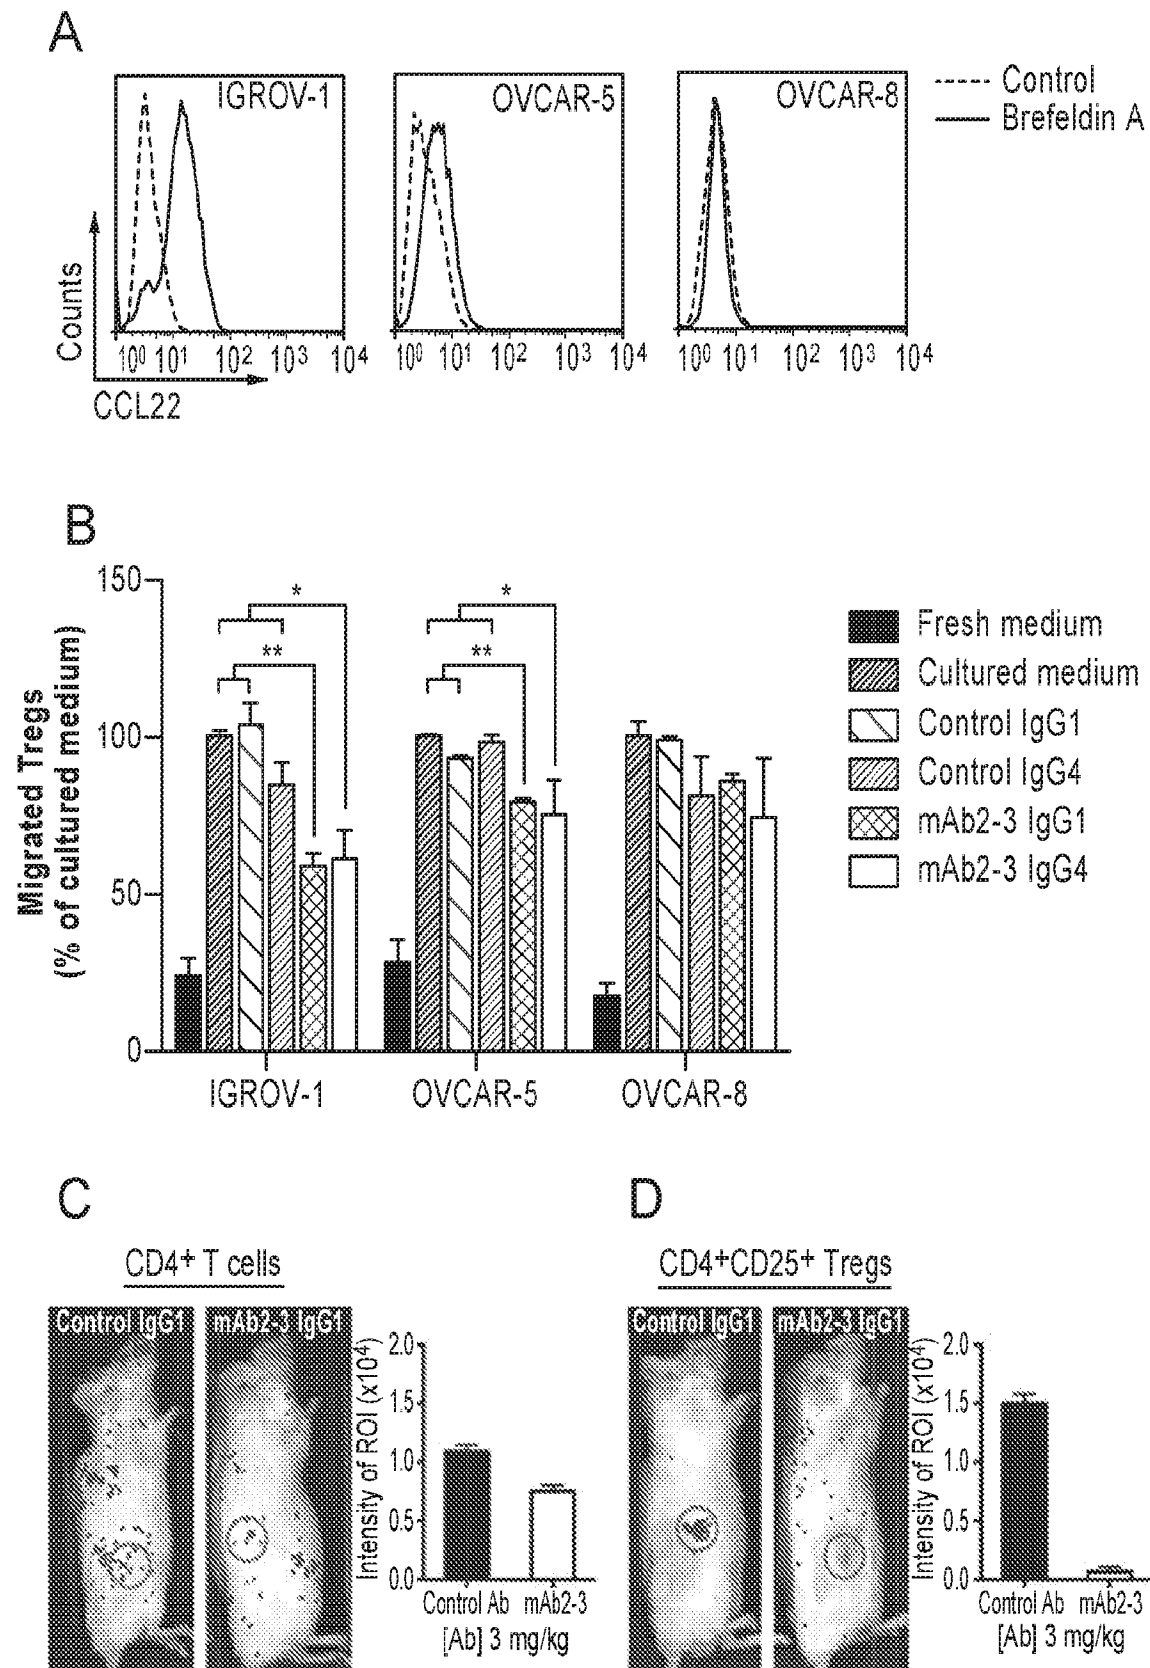 A
IGROV-1
OVCAR-5
OVCAR-8
Control
Brefeldin A
Counts
10⁰ 10¹ 10² 10³ 10⁴
10⁰ 10¹ 10² 10³ 10⁴
10⁰ 10¹ 10² 10³ 10⁴
CCL22
B
Migrated Tregs
(% of cultured medium)
150
100
50
0
*
**
*
**
IGROV-1
OVCAR-5
OVCAR-8
Fresh medium
Cultured medium
Control IgG1
Control IgG4
mAb2-3 IgG1
mAb2-3 IgG4
C
CD4⁺ T cells
Control IgG1
mAb2-3 IgG1
Intensity of ROI (x10⁴)
2.0
1.5
1.0
0.5
0.0
Control Ab mAb2-3
[Ab] 3 mg/kg
D
CD4⁺CD25⁺ Tregs
Control IgG1
mAb2-3 IgG1
Intensity of ROI (x10⁴)
2.0
1.5
1.0
0.5
0.0
Control Ab mAb2-3
[Ab] 3 mg/kg